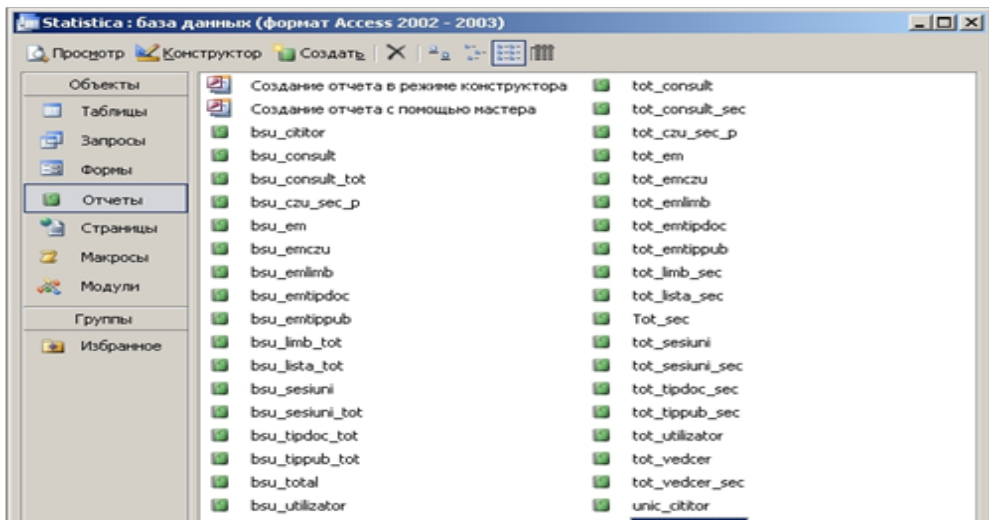 Statistica : база данных (формат Access 2002 - 2003)
Просмотр Конструктор Создать
Объекты
Таблицы
Запросы
Формы
Отчеты
Страницы
Макросы
Модули
Группы
Избранное
Создание отчета в режиме конструктора
Создание отчета с помощью мастера
bsu_cititor
bsu_consult
bsu_consult_tot
bsu_czu_sec_p
bsu_em
bsu_emczu
bsu_emlimb
bsu_emtipdoc
bsu_emtippub
bsu_limb_tot
bsu_lista_tot
bsu_sesiuni
bsu_sesiuni_tot
bsu_tipdoc_tot
bsu_tippub_tot
bsu_total
bsu_utilizator
tot_consult
tot_consult_sec
tot_czu_sec_p
tot_em
tot_emczu
tot_emlimb
tot_emtipdoc
tot_emtippub
tot_limb_sec
tot_lista_sec
Tot_sec
tot_sesiuni
tot_sesiuni_sec
tot_tipdoc_sec
tot_tippub_sec
tot_utilizator
tot_vedcer
tot_vedcer_sec
unic_cititor